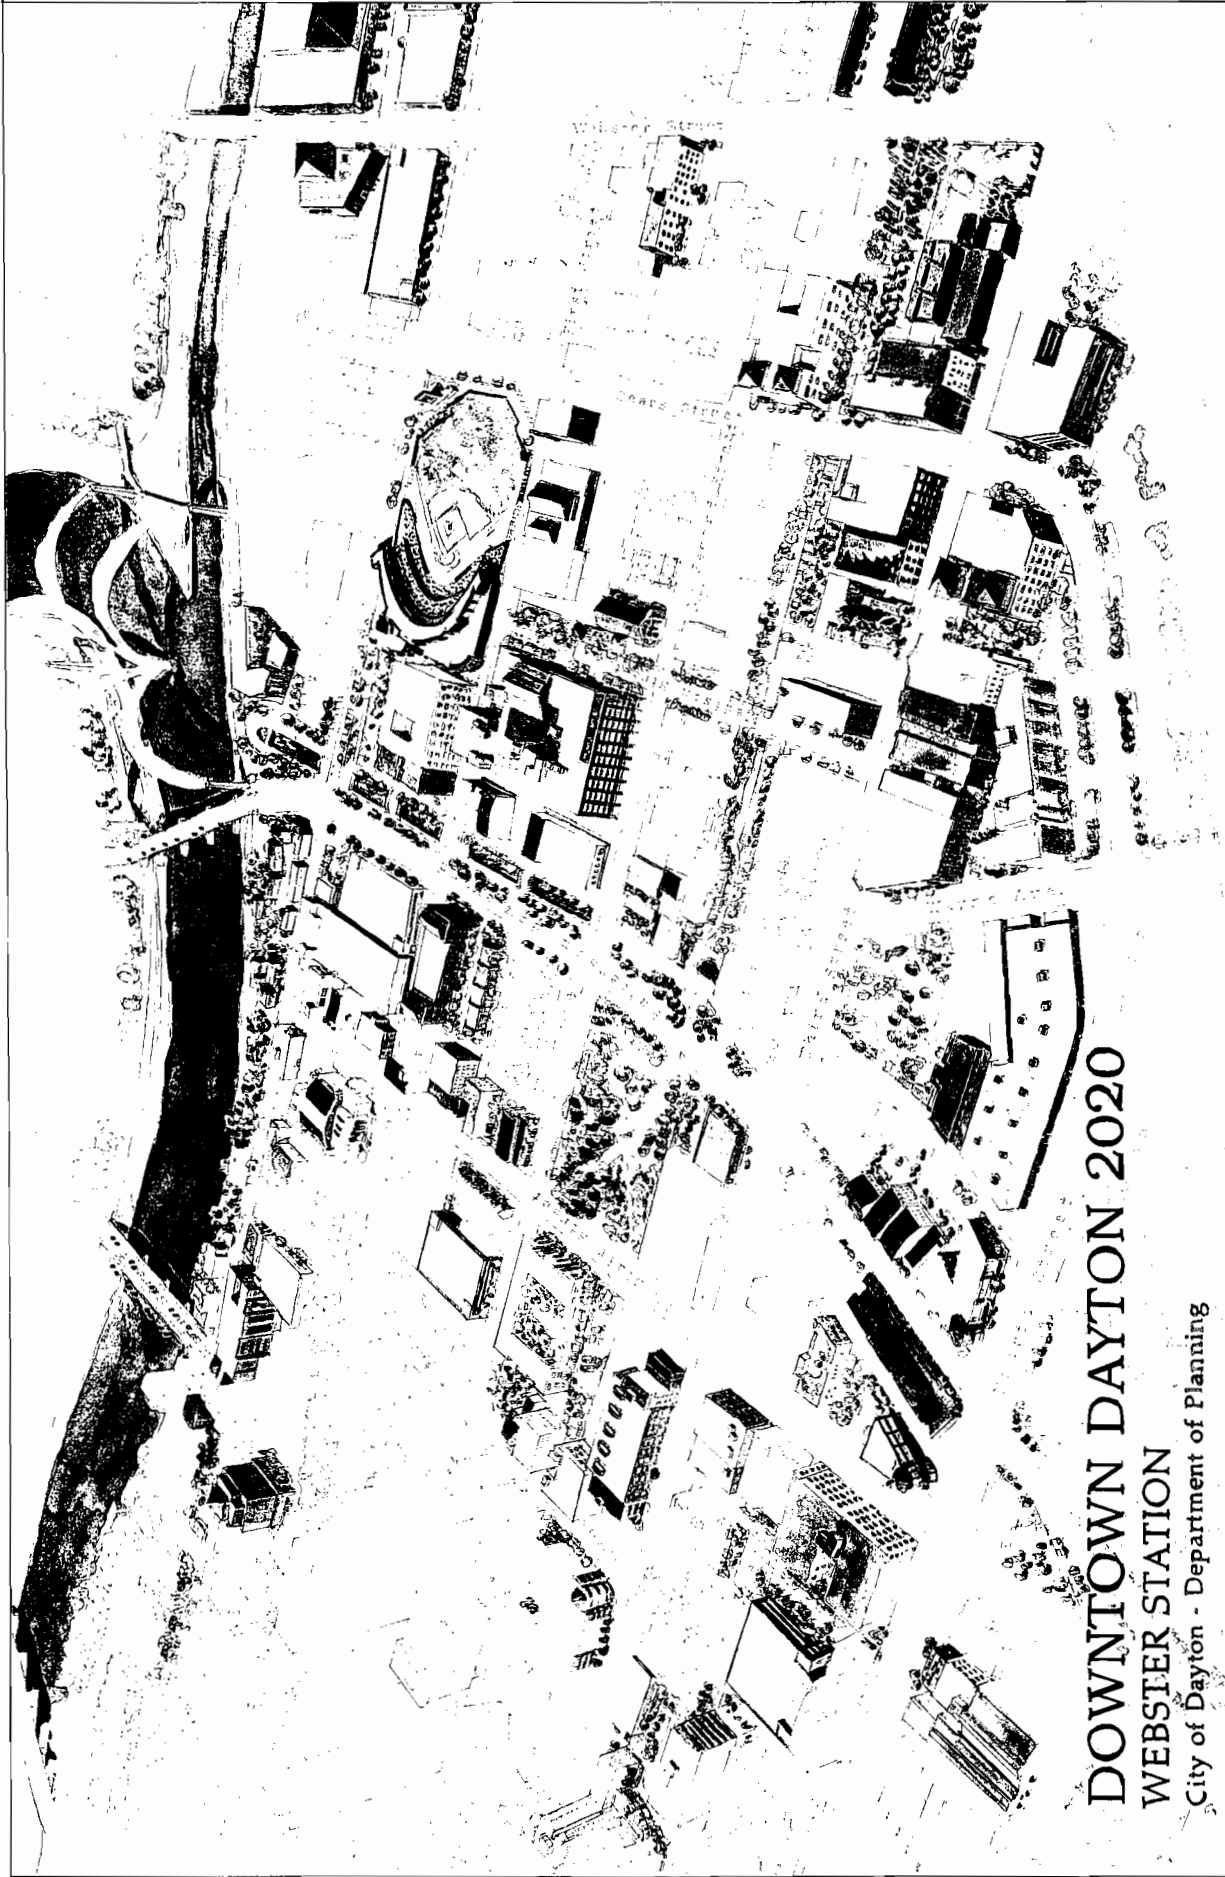 DOWNTOWN DAYTON 2020
WEBSTER STATION
City of Dayton - Department of Planning
Webster Street
Sears Street